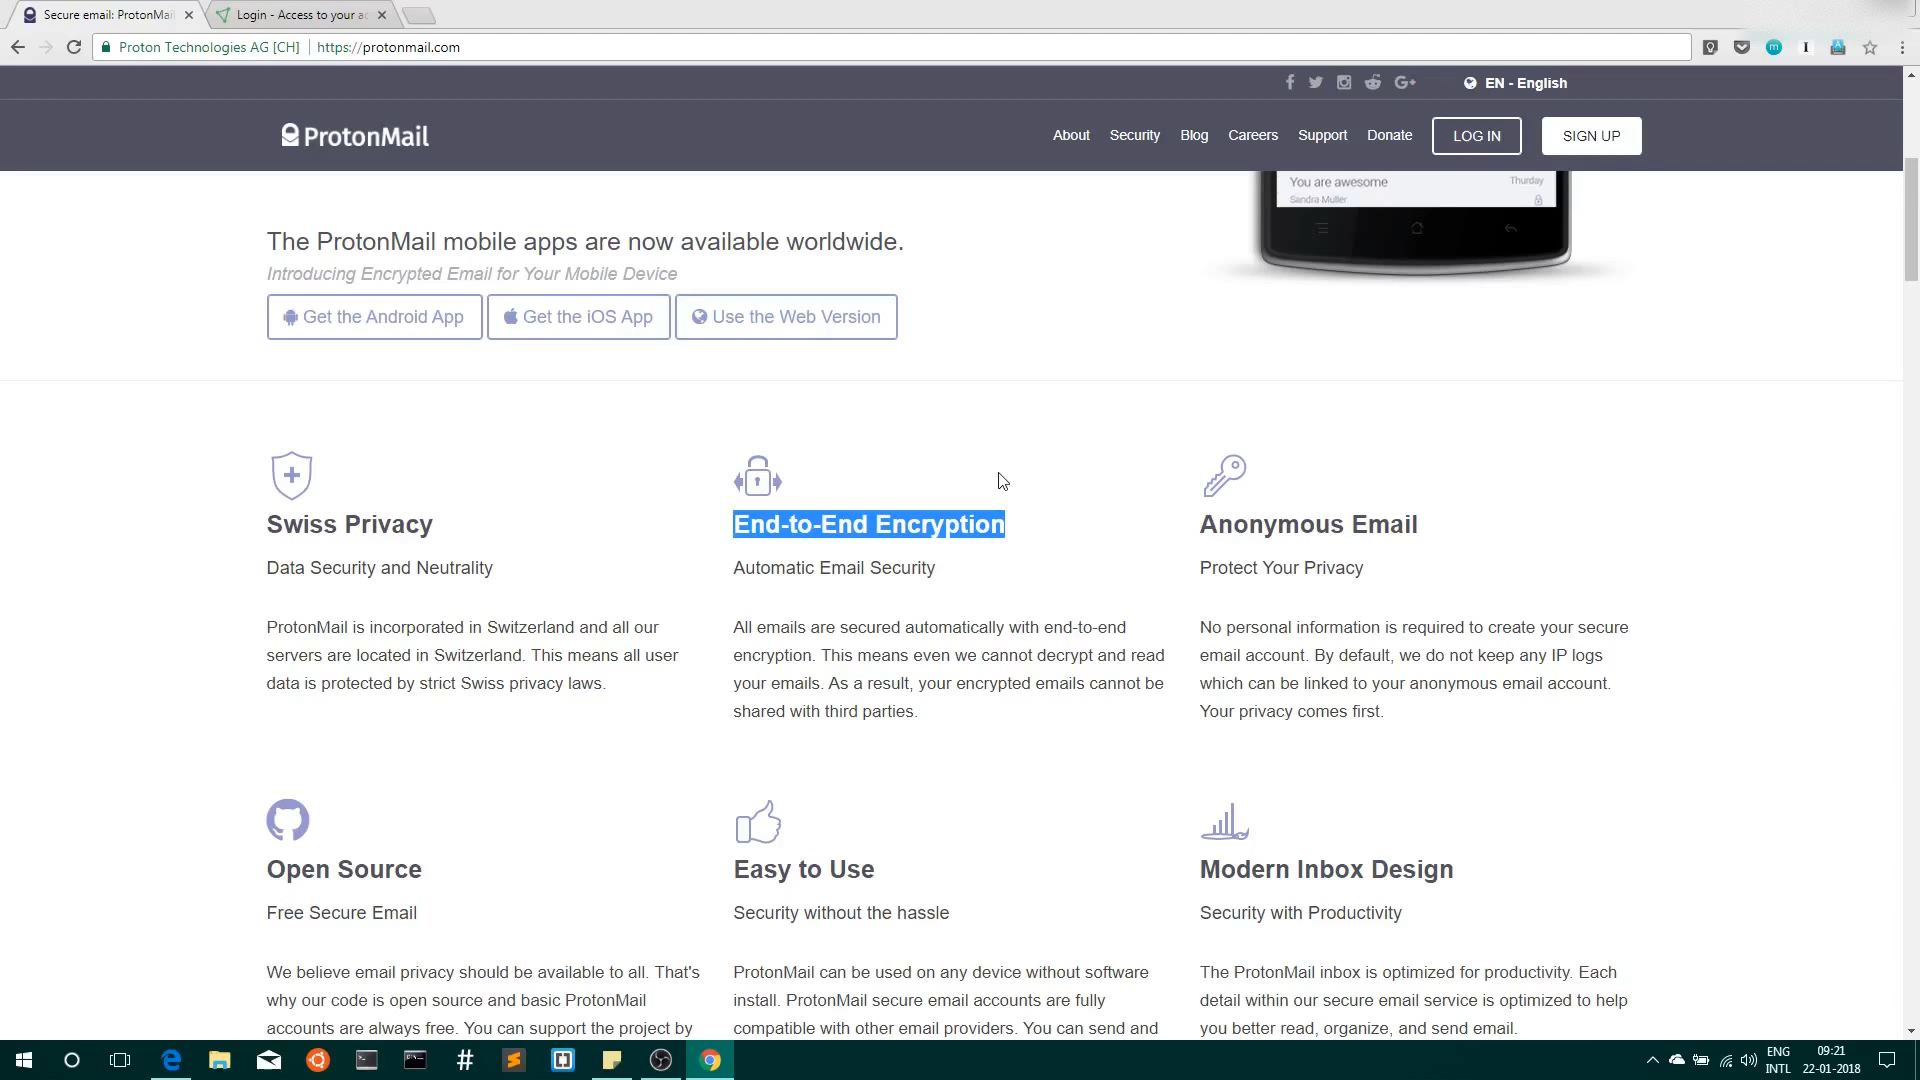 Secure email: ProtonMai
Login - Access to your ac
Proton Technologies AG [CH]
https://protonmail.com
EN - English
ProtonMail
About Security Blog Careers Support Donate LOG IN SIGN UP
You are awesome
Thurday
Sandra Muller
The ProtonMail mobile apps are now available worldwide.
Introducing Encrypted Email for Your Mobile Device
Get the Android App
Get the iOS App
Use the Web Version
Swiss Privacy
Data Security and Neutrality
ProtonMail is incorporated in Switzerland and all our
servers are located in Switzerland. This means all user
data is protected by strict Swiss privacy laws.
End-to-End Encryption
Automatic Email Security
All emails are secured automatically with end-to-end
encryption. This means even we cannot decrypt and read
your emails. As a result, your encrypted emails cannot be
shared with third parties.
Anonymous Email
Protect Your Privacy
No personal information is required to create your secure
email account. By default, we do not keep any IP logs
which can be linked to your anonymous email account.
Your privacy comes first.
Open Source
Free Secure Email
We believe email privacy should be available to all. That's
why our code is open source and basic ProtonMail
accounts are always free. You can support the project by
Easy to Use
Security without the hassle
ProtonMail can be used on any device without software
install. ProtonMail secure email accounts are fully
compatible with other email providers. You can send and
Modern Inbox Design
Security with Productivity
The ProtonMail inbox is optimized for productivity. Each
detail within our secure email service is optimized to help
you better read, organize, and send email.
ENG
INTL
09:21
22-01-2018